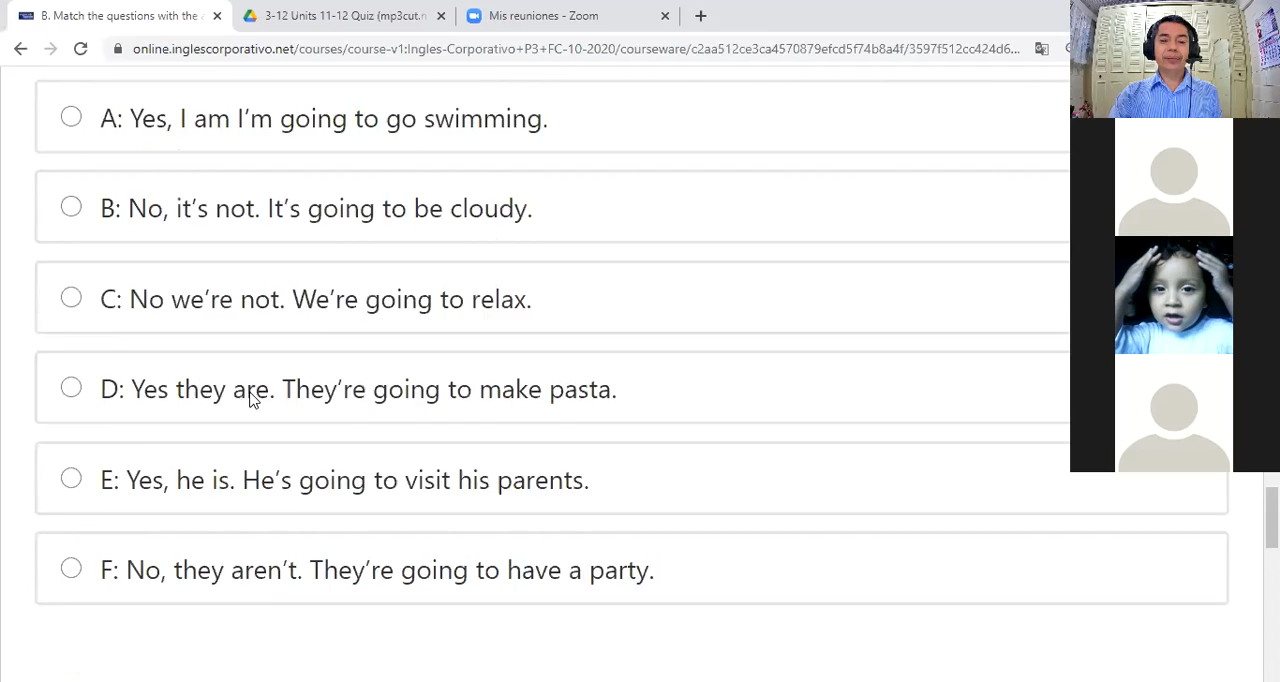 B. Match the questions with the
3-12 Units 11-12 Quiz (mp3cut.n
Mis reuniones - Zoom
online.inglescorporativo.net/courses/course-v1:Ingles-Corporativo+P3+FC-10-2020/courseware/c2aa512ce3ca4570879efcd5f74b8a4f/3597f512cc424d6...
A: Yes, I am I’m going to go swimming.
B: No, it’s not. It’s going to be cloudy.
C: No we’re not. We’re going to relax.
D: Yes they are. They’re going to make pasta.
E: Yes, he is. He’s going to visit his parents.
F: No, they aren’t. They’re going to have a party.